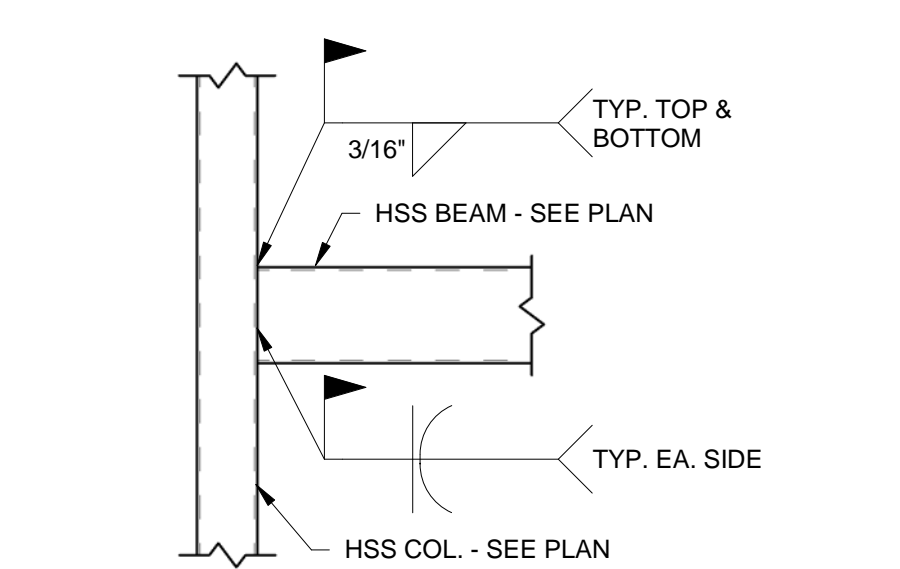 TYP. TOP &
BOTTOM
3/16"
HSS BEAM - SEE PLAN
TYP. EA. SIDE
HSS COL. - SEE PLAN